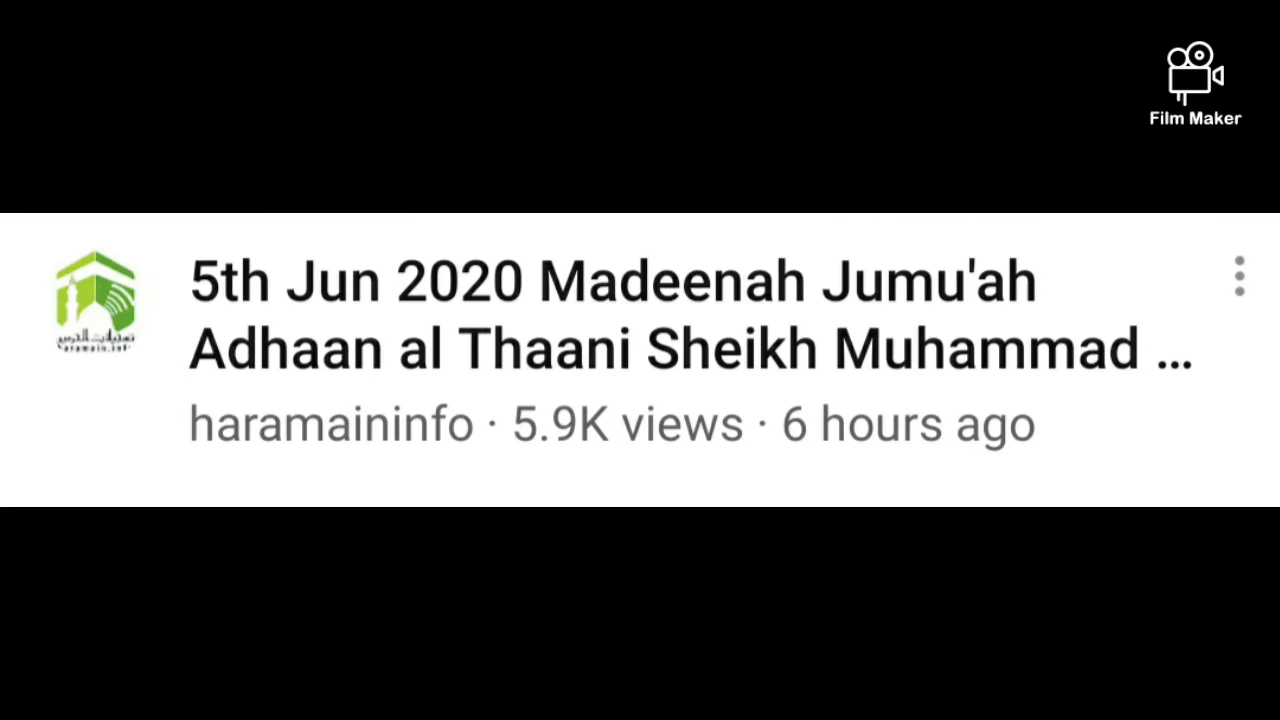 Film Maker
5th Jun 2020 Madeenah Jumu'ah
Adhaan al Thaani Sheikh Muhammad ...
haramaininfo · 5.9K views · 6 hours ago